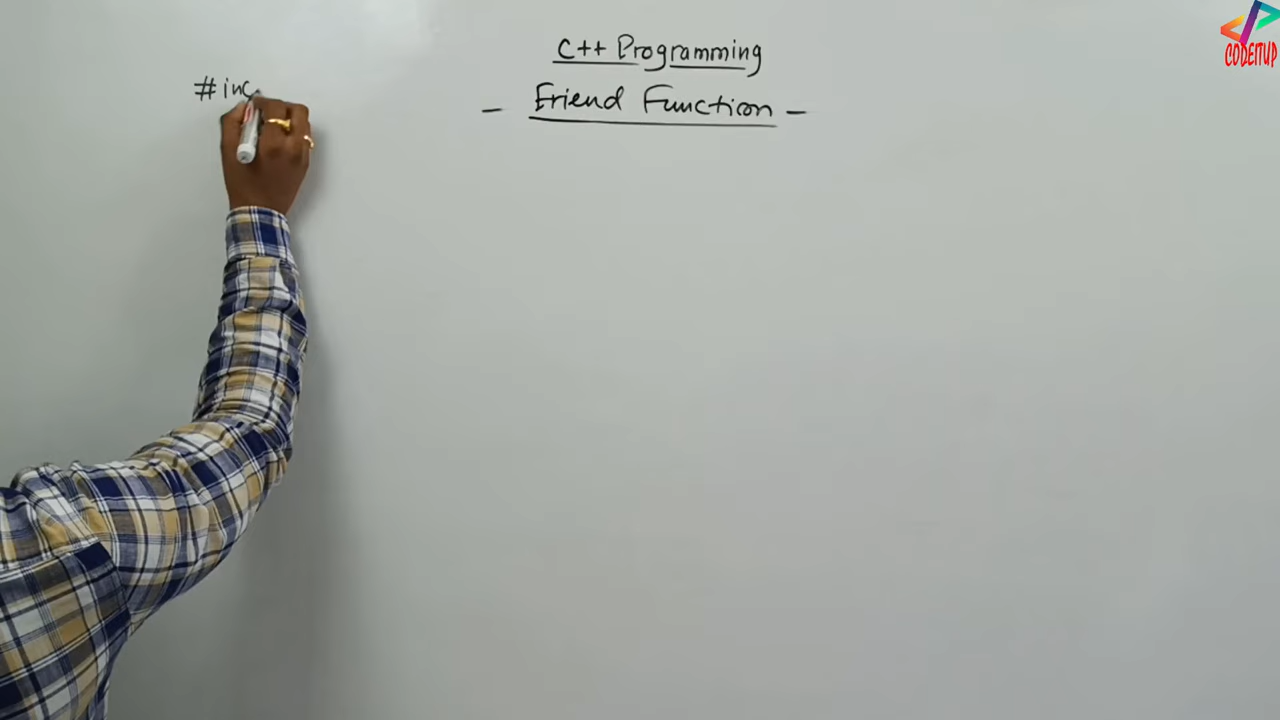 C++ Programming
- Friend Function -
#inc
CODEITUP